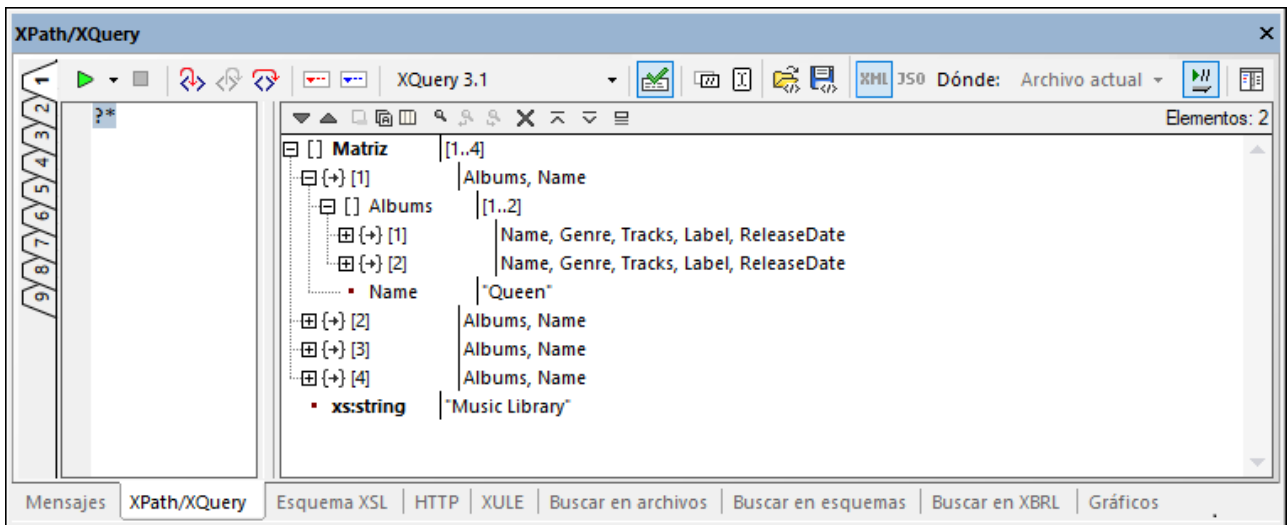 XPath/XQuery
XQuery 3.1 XML JSO Dónde: Archivo actual
1
2
3
4
5
6
7
8
9
?*
Elementos: 2
[] Matriz [1..4]
{→} [1] Albums, Name
[] Albums [1..2]
{→} [1] Name, Genre, Tracks, Label, ReleaseDate
{→} [2] Name, Genre, Tracks, Label, ReleaseDate
Name "Queen"
{→} [2] Albums, Name
{→} [3] Albums, Name
{→} [4] Albums, Name
xs:string "Music Library"
Mensajes XPath/XQuery Esquema XSL HTTP XULE Buscar en archivos Buscar en esquemas Buscar en XBRL Gráficos